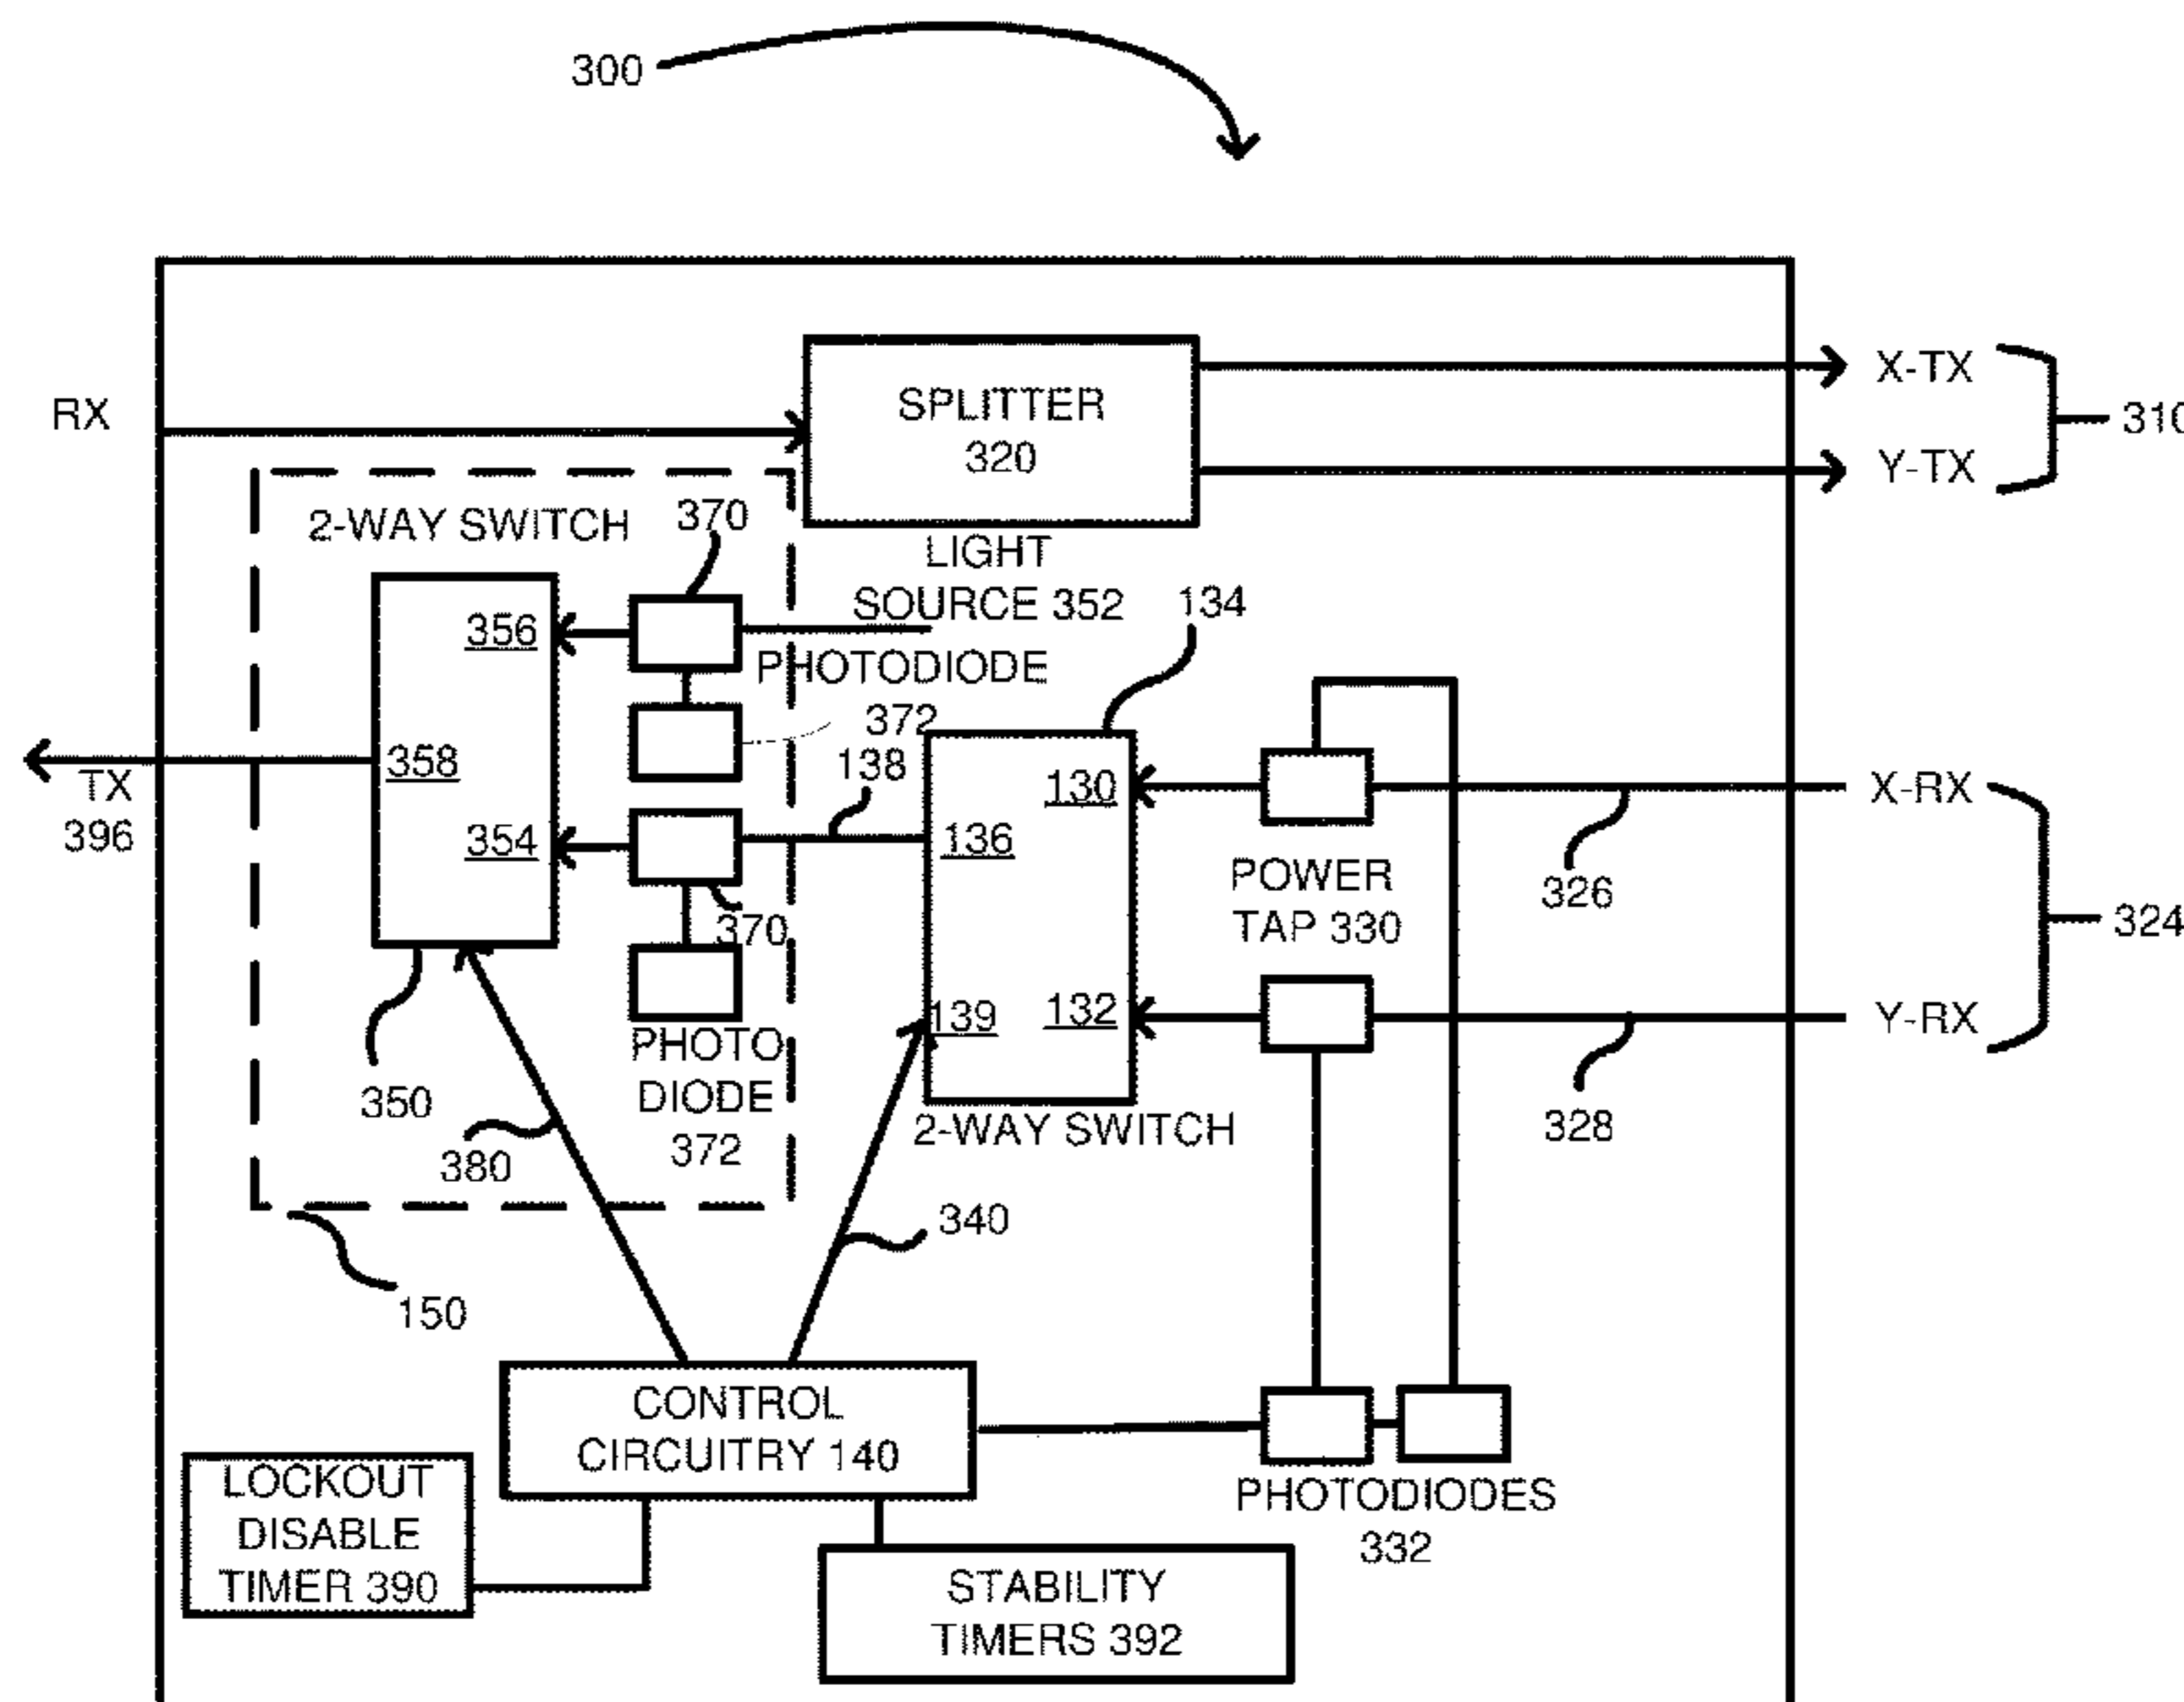 300
RX
SPLITTER
320
X-TX
Y-TX
310
2-WAY SWITCH
370
LIGHT
SOURCE 352
134
356
PHOTODIODE
372
138
358
TX
396
354
370
136
130
X-RX
POWER
TAP 330
326
324
139
132
Y-RX
PHOTO
DIODE
372
350
380
2-WAY SWITCH
328
340
150
CONTROL
CIRCUITRY 140
LOCKOUT
DISABLE
TIMER 390
PHOTODIODES
332
STABILITY
TIMERS 392